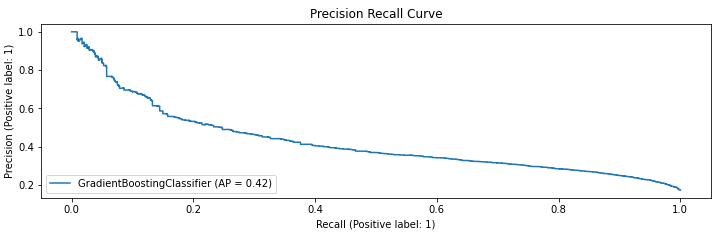 Precision Recall Curve
Precision (Positive label: 1)
1.0
0.8
0.6
0.4
0.2
GradientBoostingClassifier (AP = 0.42)
0.0 0.2 0.4 0.6 0.8 1.0
Recall (Positive label: 1)